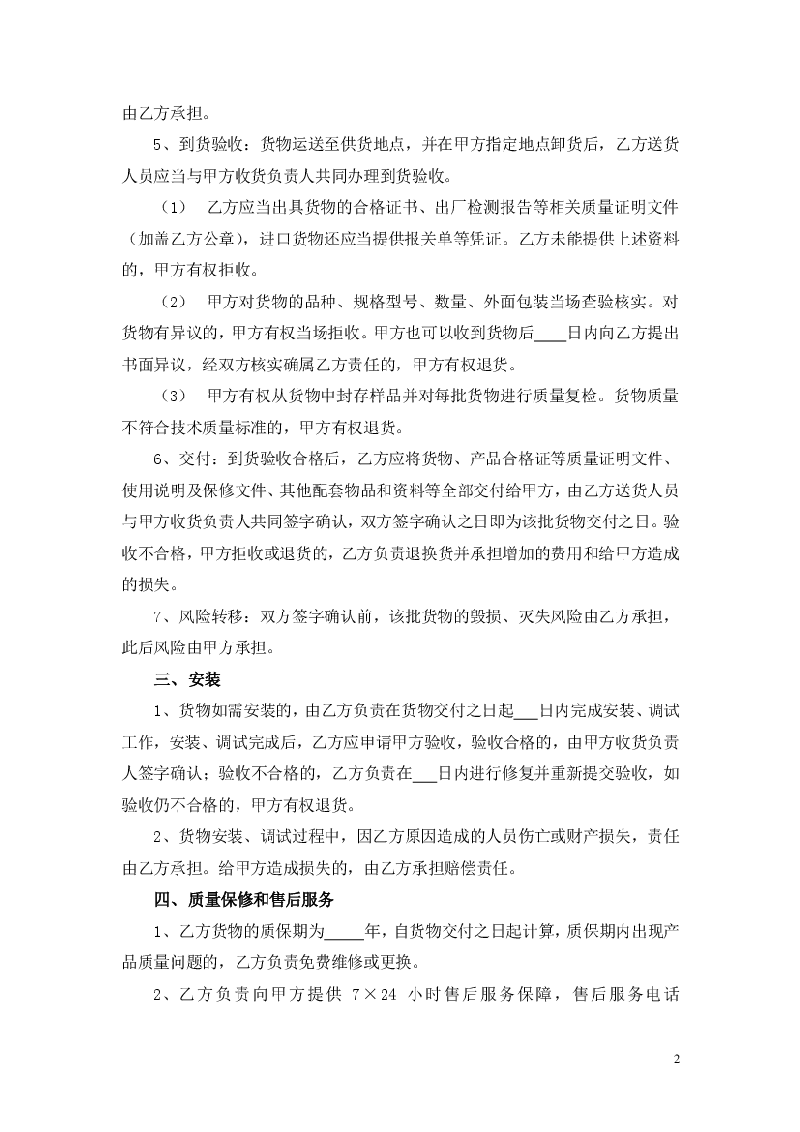 由乙方承担。
5、到货验收：货物运送至供货地点，并在甲方指定地点卸货后，乙方送货
人员应当与甲方收货负责人共同办理到货验收。
（1） 乙方应当出具货物的合格证书、出厂检测报告等相关质量证明文件
（加盖乙方公章），进口货物还应当提供报关单等凭证。乙方未能提供上述资料
的，甲方有权拒收。
（2） 甲方对货物的品种、规格型号、数量、外面包装当场查验核实。对
货物有异议的，甲方有权当场拒收。甲方也可以收到货物后____日内向乙方提出
书面异议，经双方核实确属乙方责任的，甲方有权退货。
（3） 甲方有权从货物中封存样品并对每批货物进行质量复检。货物质量
不符合技术质量标准的，甲方有权退货。
6、交付：到货验收合格后，乙方应将货物、产品合格证等质量证明文件、
使用说明及保修文件、其他配套物品和资料等全部交付给甲方，由乙方送货人员
与甲方收货负责人共同签字确认，双方签字确认之日即为该批货物交付之日。验
收不合格，甲方拒收或退货的，乙方负责退换货并承担增加的费用和给甲方造成
的损失。
7、风险转移：双方签字确认前，该批货物的毁损、灭失风险由乙方承担，
此后风险由甲方承担。
三、安装
1、货物如需安装的，由乙方负责在货物交付之日起___日内完成安装、调试
工作，安装、调试完成后，乙方应申请甲方验收，验收合格的，由甲方收货负责
人签字确认；验收不合格的，乙方负责在___日内进行修复并重新提交验收，如
验收仍不合格的，甲方有权退货。
2、货物安装、调试过程中，因乙方原因造成的人员伤亡或财产损失，责任
由乙方承担。给甲方造成损失的，由乙方承担赔偿责任。
四、质量保修和售后服务
1、乙方货物的质保期为_____年，自货物交付之日起计算，质保期内出现产
品质量问题的，乙方负责免费维修或更换。
2、乙方负责向甲方提供 7×24 小时售后服务保障，售后服务电话
2